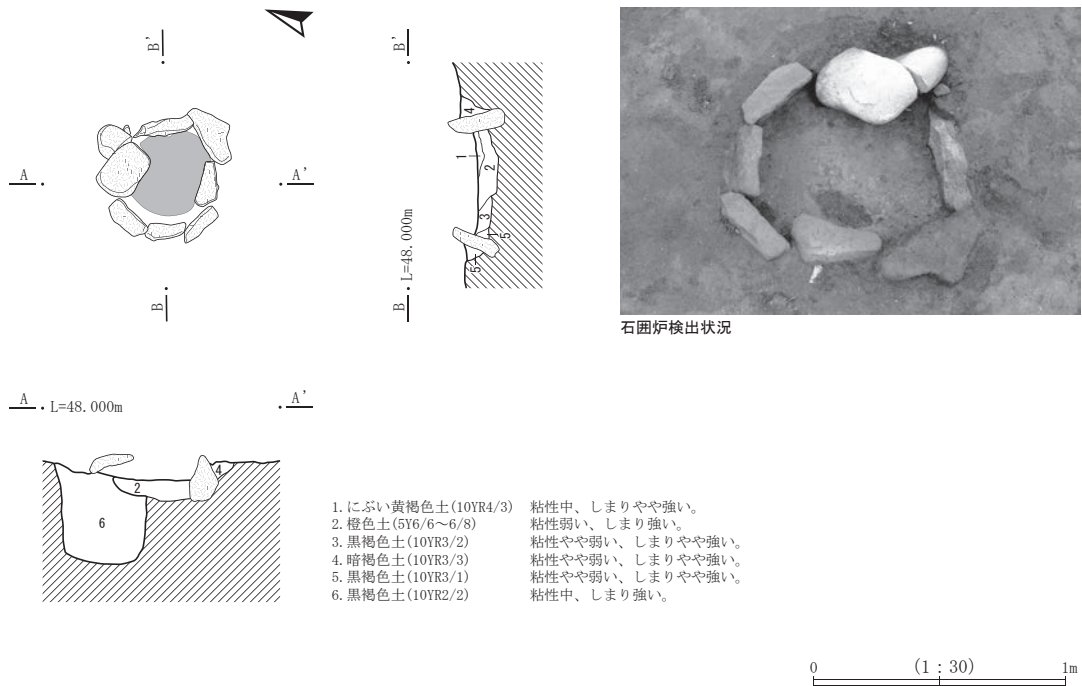 B'
B'
A
A'
1
2
3
4
5
5
L=48.000m
B
B
石囲炉検出状況
A
L=48.000m
A'
4
2
6
1.にぶい黄褐色土(10YR4/3) 粘性中、しまりやや強い。
2.橙色土(5Y6/6～6/8) 粘性弱い、しまり強い。
3.黒褐色土(10YR3/2) 粘性やや弱い、しまりやや強い。
4.暗褐色土(10YR3/3) 粘性やや弱い、しまりやや強い。
5.黒褐色土(10YR3/1) 粘性やや弱い、しまりやや強い。
6.黒褐色土(10YR2/2) 粘性中、しまり強い。
0 (1：30) 1m